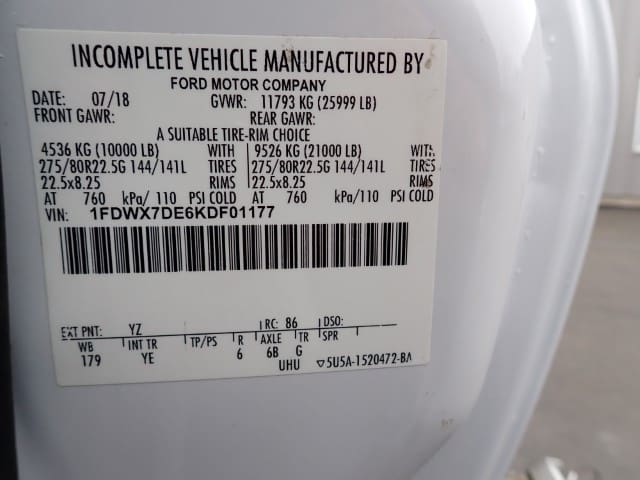 INCOMPLETE VEHICLE MANUFACTURED BY
FORD MOTOR COMPANY
DATE: 07/18 GVWR: 11793 KG (25999 LB)
FRONT GAWR: REAR GAWR:
A SUITABLE TIRE-RIM CHOICE
4536 KG (10000 LB) WITH 9526 KG (21000 LB) WITH
275/80R22.5G 144/141L TIRES 275/80R22.5G 144/141L TIRES
22.5x8.25 RIMS 22.5x8.25 RIMS
AT 760 kPa/ 110 PSI COLD AT 760 kPa/ 110 PSI COLD
VIN: 1FDWX7DE6KDF01177
EXT PNT: YZ RC: 86 DSO:
WB INT TR TP/PS R AXLE TR SPR
179 YE 6 6B G
UHU ▽5U5A-1520472-BA